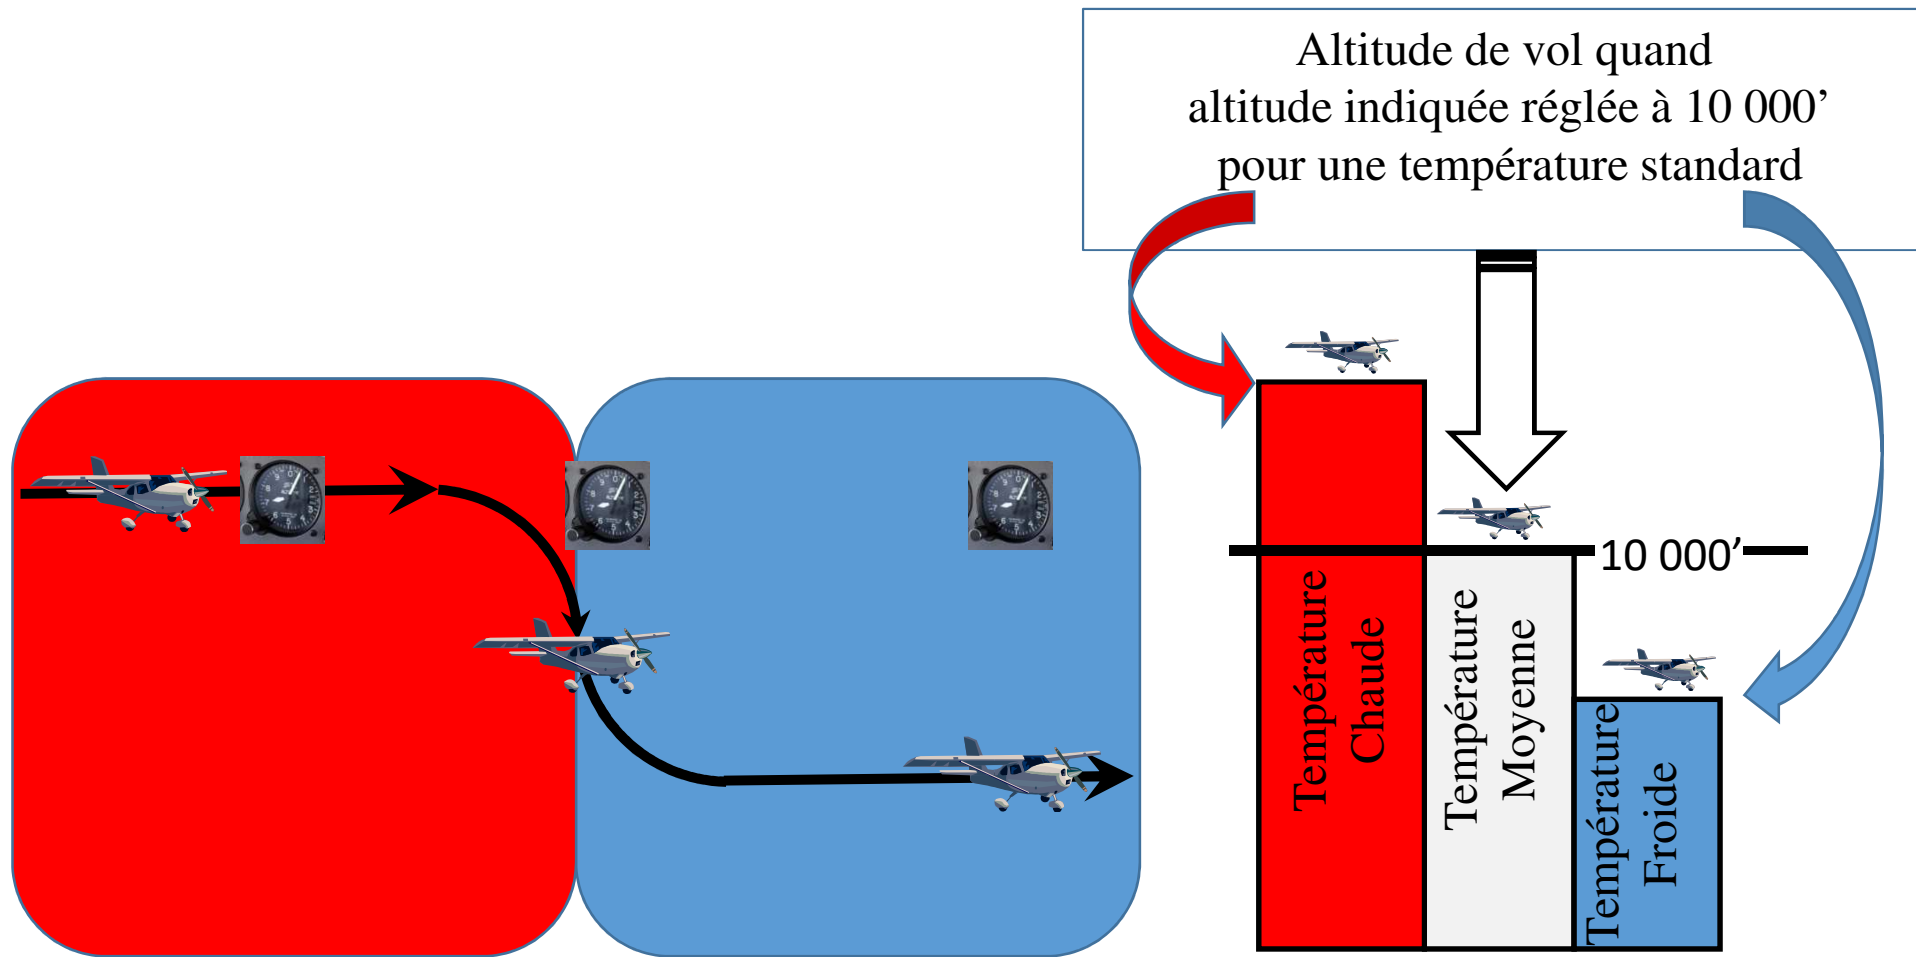 Altitude de vol quand
altitude indiquée réglée à 10 000’
pour une température standard
10 000’
Température
Chaude
Température
Moyenne
Température
Froide